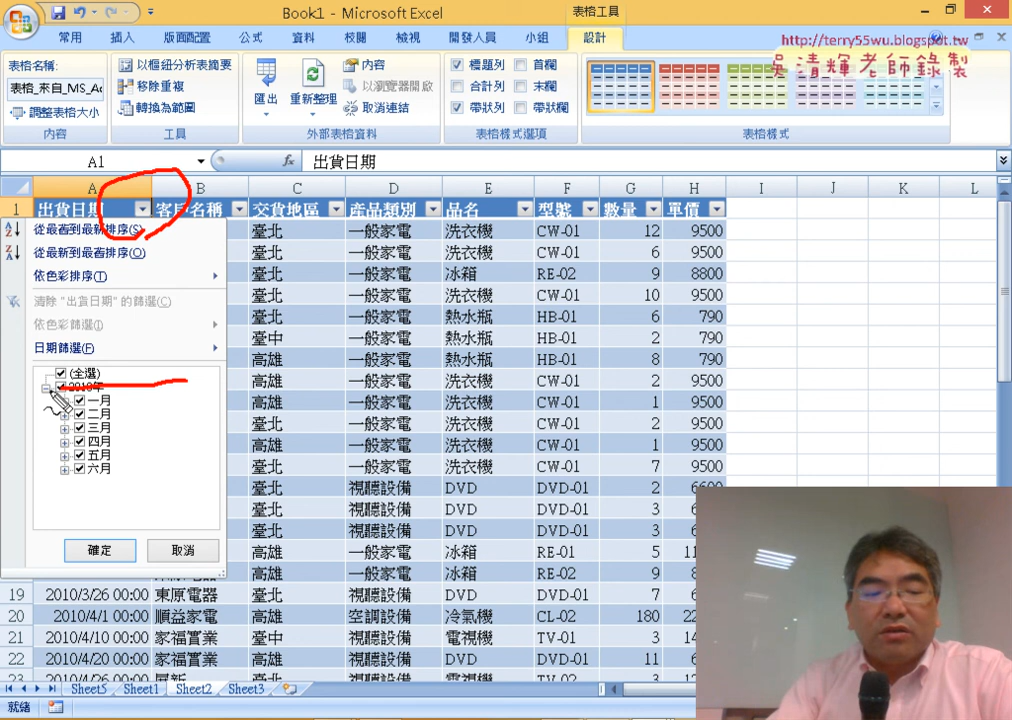 Book1 - Microsoft Excel
表格工具
常用 插入 版面配置 公式 資料 校閱 檢視 開發人員 小組 設計
http://terry55wu.blogspot.tw
吳清輝老師錄製
表格名稱:
表格_來自_MS_Ac
調整表格大小
內容
以樞紐分析表摘要
移除重複
轉換為範圍
工具
匯出 重新整理
內容
以瀏覽器開啟
取消連結
外部表格資料
標題列 首欄
合計列 末欄
帶狀列 帶狀欄
表格樣式選項
表格樣式
A1 fx 出貨日期
A B C D E F G H I J K L
1 出貨日期 客戶名稱 交貨地區 產品類別 品名 型號 數量 單價
從最舊到最新排序(S)
從最新到最舊排序(O)
依色彩排序(T)
清除 "出貨日期" 的篩選(C)
依色彩篩選(I)
日期篩選(F)
(全選)
2010年
一月
二月
三月
四月
五月
六月
確定 取消
臺北 一般家電 洗衣機 CW-01 12 9500
臺北 一般家電 洗衣機 CW-01 6 9500
臺北 一般家電 冰箱 RE-02 9 8800
臺北 一般家電 洗衣機 CW-01 10 9500
臺北 一般家電 熱水瓶 HB-01 6 790
臺中 一般家電 熱水瓶 HB-01 2 790
高雄 一般家電 熱水瓶 HB-01 8 790
高雄 一般家電 洗衣機 CW-01 2 9500
高雄 一般家電 洗衣機 CW-01 1 9500
臺北 一般家電 洗衣機 CW-01 2 9500
高雄 一般家電 洗衣機 CW-01 1 9500
臺北 一般家電 洗衣機 CW-01 7 9500
臺北 視聽設備 DVD DVD-01 2
臺北 視聽設備 DVD DVD-01 3
臺北 視聽設備 DVD DVD-01 3
高雄 一般家電 冰箱 RE-01 5
高雄 一般家電 冰箱 RE-02 9
19 2010/3/26 00:00 東原電器 臺北 視聽設備 DVD DVD-01 7
20 2010/4/1 00:00 順益家電 高雄 空調設備 冷氣機 CL-02 180
21 2010/4/10 00:00 家福實業 臺中 視聽設備 電視機 TV-01 3
22 2010/4/20 00:00 家福實業 高雄 視聽設備 DVD DVD-01 11
Sheet5 Sheet1 Sheet2 Sheet3
就緒